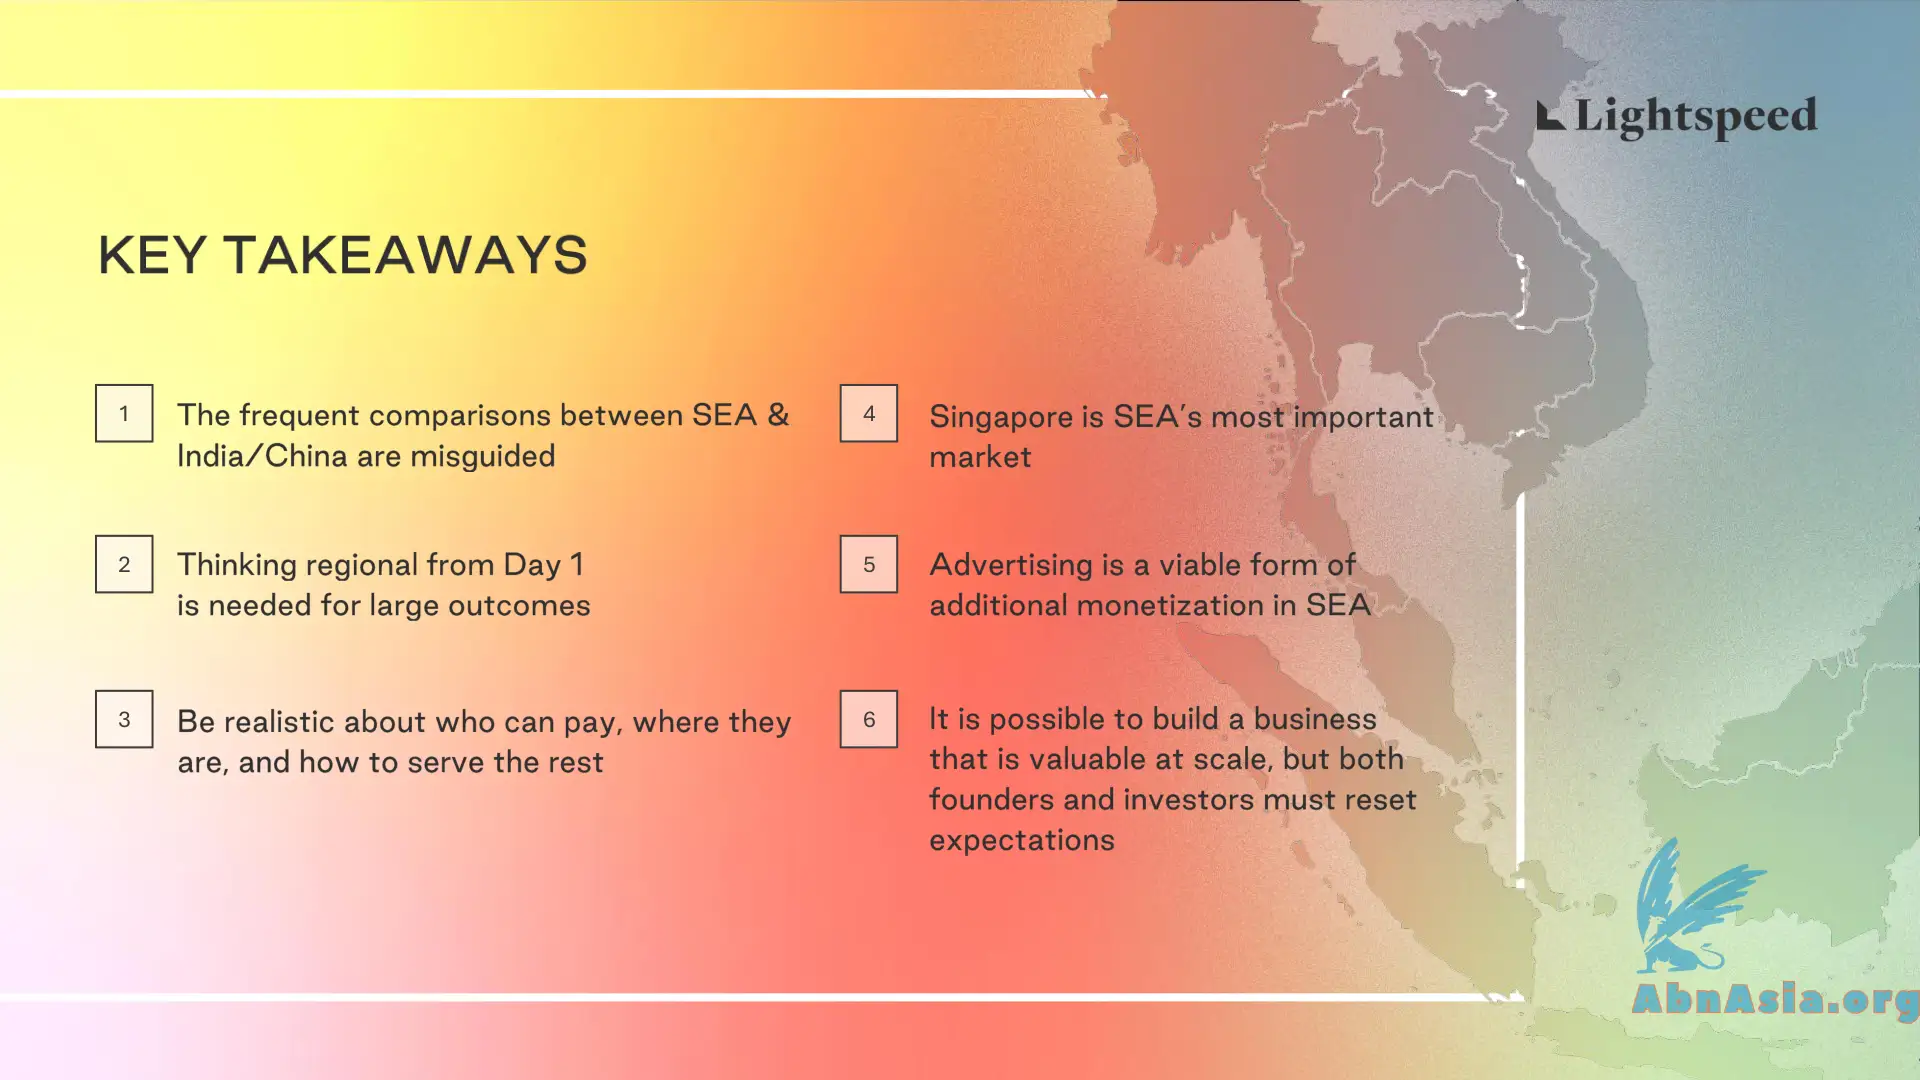 Lightspeed
KEY TAKEAWAYS
1
The frequent comparisons between SEA &
India/China are misguided
2
Thinking regional from Day 1
is needed for large outcomes
3
Be realistic about who can pay, where they
are, and how to serve the rest
4
Singapore is SEA's most important
market
5
Advertising is a viable form of
additional monetization in SEA
6
It is possible to build a business
that is valuable at scale, but both
founders and investors must reset
expectations
AbnAsia.org